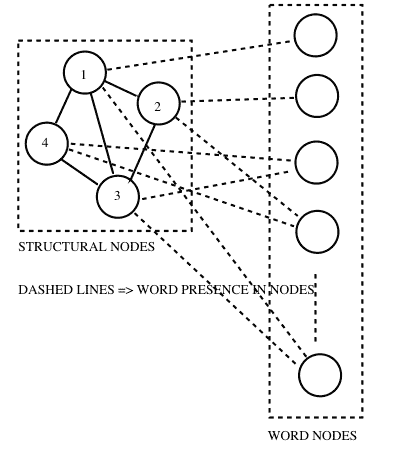 1
2
4
3
STRUCTURAL NODES
DASHED LINES => WORD PRESENCE IN NODES
WORD NODES